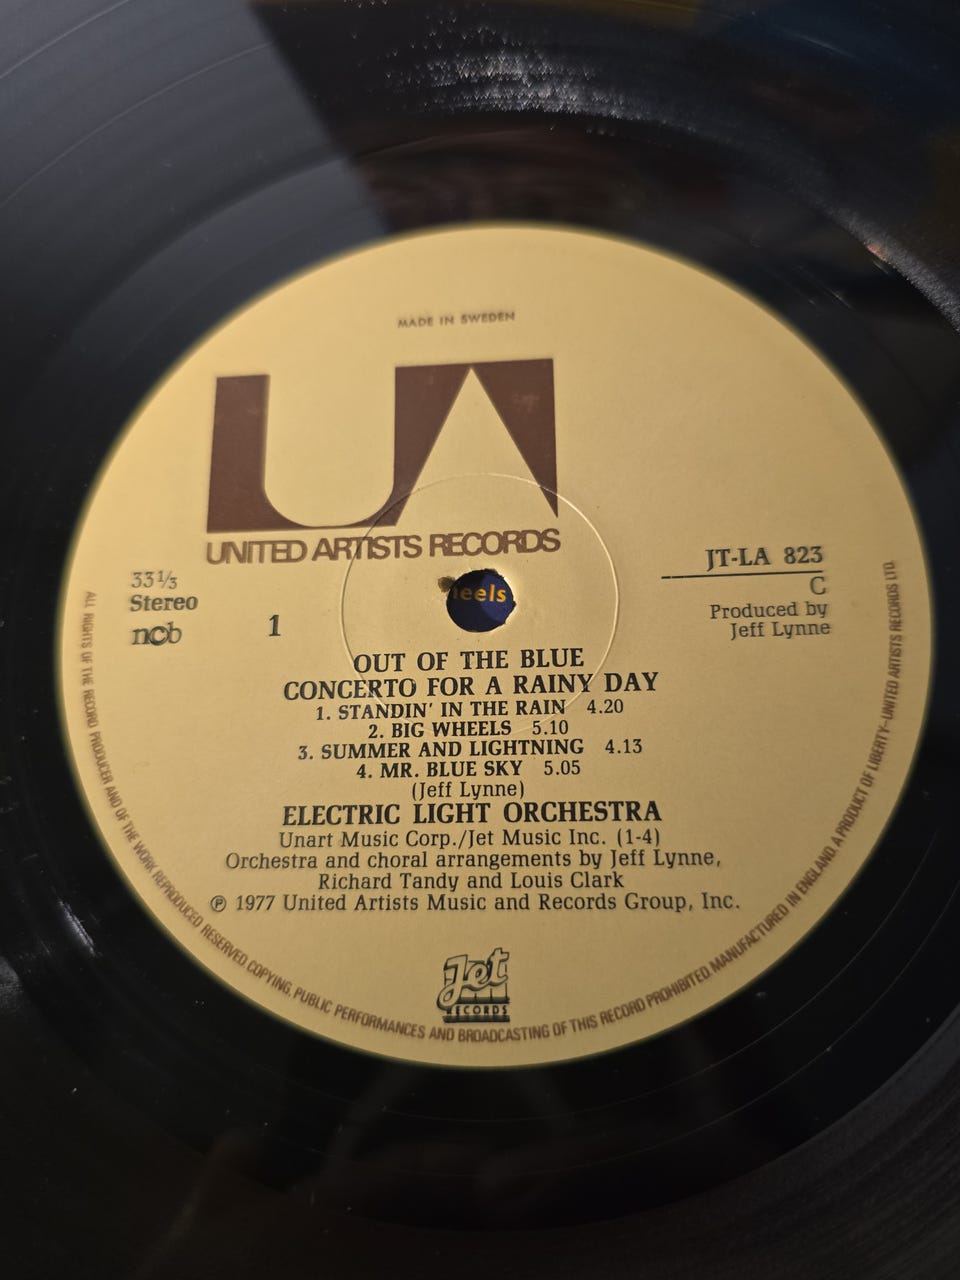 MADE IN SWEDEN
UA
UNITED ARTISTS RECORDS
33⅓
Stereo
ncb
1
JT-LA 823
C
Produced by
Jeff Lynne
heels
OUT OF THE BLUE
CONCERTO FOR A RAINY DAY
1. STANDIN' IN THE RAIN 4.20
2. BIG WHEELS 5.10
3. SUMMER AND LIGHTNING 4.13
4. MR. BLUE SKY 5.05
(Jeff Lynne)
ELECTRIC LIGHT ORCHESTRA
Unart Music Corp./Jet Music Inc. (1-4)
Orchestra and choral arrangements by Jeff Lynne,
Richard Tandy and Louis Clark
℗ 1977 United Artists Music and Records Group, Inc.
Jet
RECORDS
ALL RIGHTS OF THE RECORD PRODUCER AND OF THE WORK REPRODUCED RESERVED. COPYING, PUBLIC PERFORMANCES AND BROADCASTING OF THIS RECORD PROHIBITED. MANUFACTURED IN ENGLAND. A PRODUCT OF LIBERTY-UNITED ARTISTS RECORDS LTD.